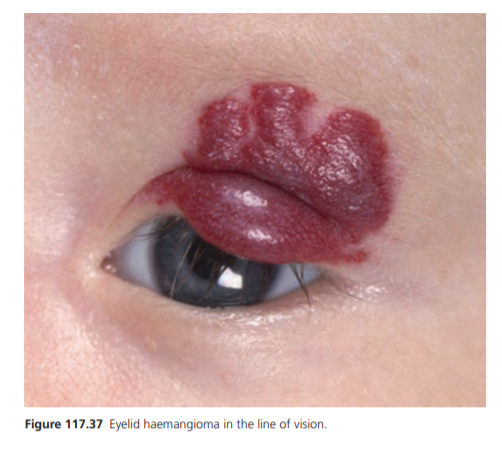 Figure 117.37 Eyelid haemangioma in the line of vision.